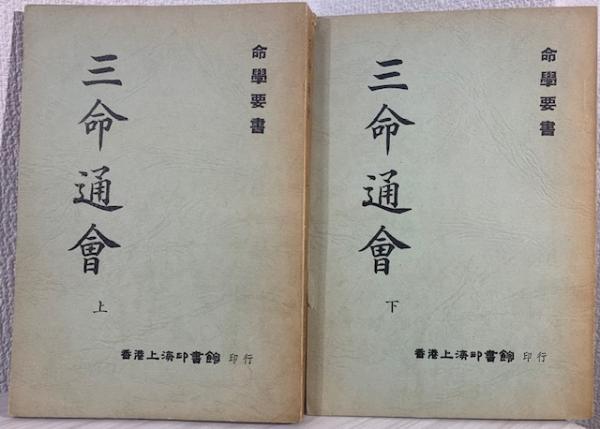 命學要書
三命通會
上
香港上海印書館 印行
命學要書
三命通會
下
香港上海印書館 印行